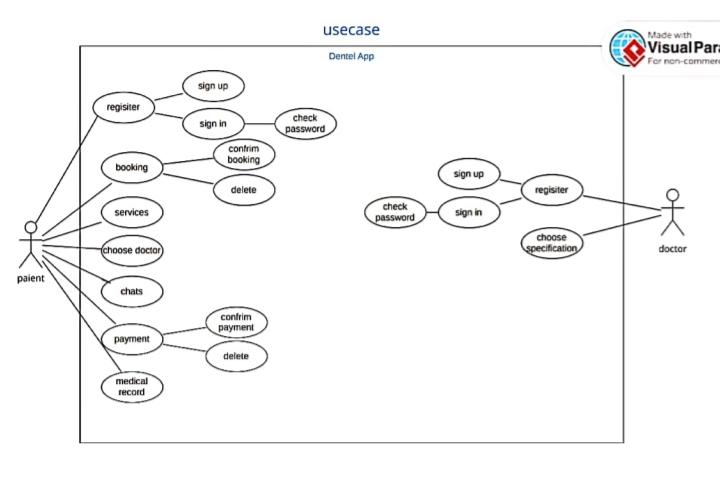 usecase
Made with
VisualPara
For non-commerc
Dentel App
sign up
regisiter
sign in
check
password
confrim
booking
booking
delete
sign up
regisiter
check
password
sign in
services
choose
specification
doctor
choose doctor
paient
chats
confrim
payment
payment
delete
medical
record